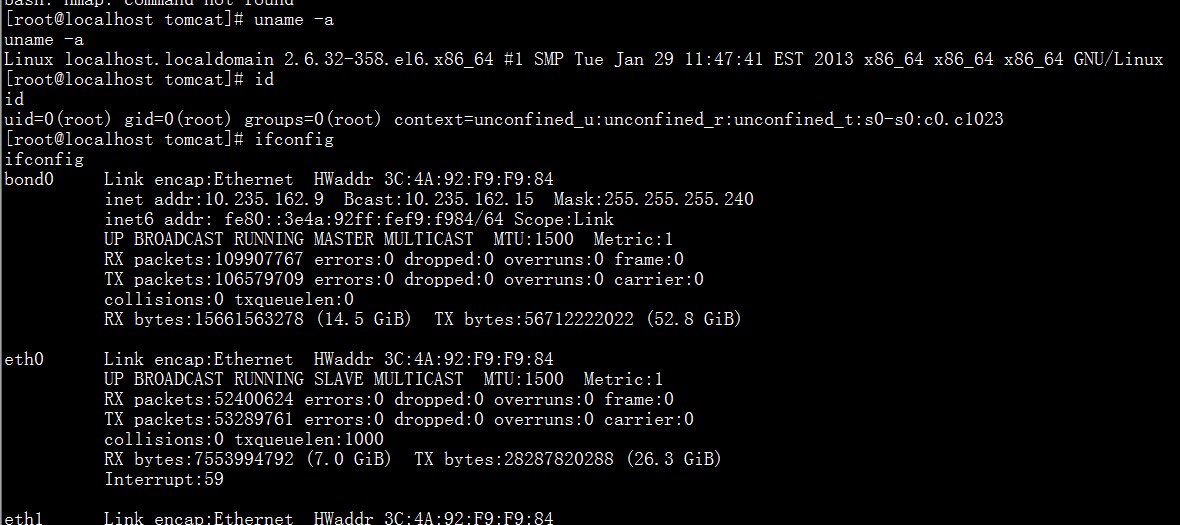 bash: nmap: command not found
[root@localhost tomcat]# uname -a
uname -a
Linux localhost.localdomain 2.6.32-358.el6.x86_64 #1 SMP Tue Jan 29 11:47:41 EST 2013 x86_64 x86_64 x86_64 GNU/Linux
[root@localhost tomcat]# id
id
uid=0(root) gid=0(root) groups=0(root) context=unconfined_u:unconfined_r:unconfined_t:s0-s0:c0.c1023
[root@localhost tomcat]# ifconfig
ifconfig
bond0     Link encap:Ethernet  HWaddr 3C:4A:92:F9:F9:84
          inet addr:10.235.162.9  Bcast:10.235.162.15  Mask:255.255.255.240
          inet6 addr: fe80::3e4a:92ff:fef9:f984/64 Scope:Link
          UP BROADCAST RUNNING MASTER MULTICAST  MTU:1500  Metric:1
          RX packets:109907767 errors:0 dropped:0 overruns:0 frame:0
          TX packets:106579709 errors:0 dropped:0 overruns:0 carrier:0
          collisions:0 txqueuelen:0
          RX bytes:15661563278 (14.5 GiB)  TX bytes:56712222022 (52.8 GiB)
eth0      Link encap:Ethernet  HWaddr 3C:4A:92:F9:F9:84
          UP BROADCAST RUNNING SLAVE MULTICAST  MTU:1500  Metric:1
          RX packets:52400624 errors:0 dropped:0 overruns:0 frame:0
          TX packets:53289761 errors:0 dropped:0 overruns:0 carrier:0
          collisions:0 txqueuelen:1000
          RX bytes:7553994792 (7.0 GiB)  TX bytes:28287820288 (26.3 GiB)
          Interrupt:59
eth1      Link encap:Ethernet  HWaddr 3C:4A:92:F9:F9:84